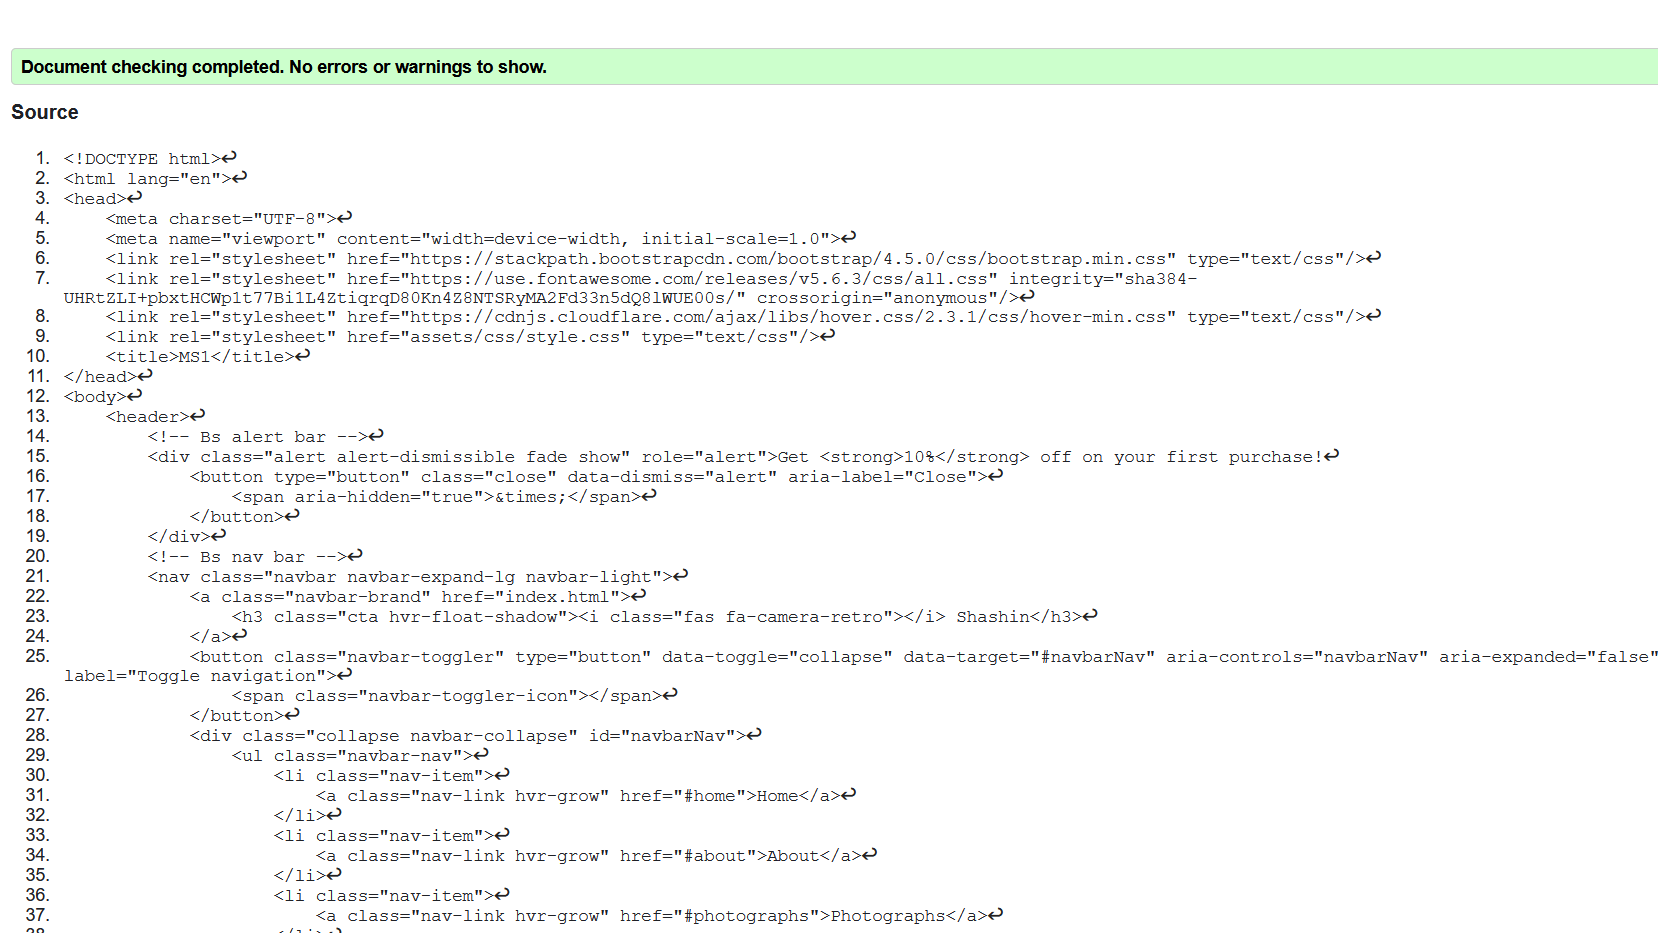 Document checking completed. No errors or warnings to show.
Source
1. <!DOCTYPE html>↩
2. <html lang="en">↩
3. <head>↩
4.     <meta charset="UTF-8">↩
5.     <meta name="viewport" content="width=device-width, initial-scale=1.0">↩
6.     <link rel="stylesheet" href="https://stackpath.bootstrapcdn.com/bootstrap/4.5.0/css/bootstrap.min.css" type="text/css"/>↩
7.     <link rel="stylesheet" href="https://use.fontawesome.com/releases/v5.6.3/css/all.css" integrity="sha384-
UHRtZLI+pbxtHCWp1t77Bi1L4ZtiqrqD80Kn4Z8NTSRyMA2Fd33n5dQ8lWUE00s/" crossorigin="anonymous"/>↩
8.     <link rel="stylesheet" href="https://cdnjs.cloudflare.com/ajax/libs/hover.css/2.3.1/css/hover-min.css" type="text/css"/>↩
9.     <link rel="stylesheet" href="assets/css/style.css" type="text/css"/>↩
10.     <title>MS1</title>↩
11. </head>↩
12. <body>↩
13.     <header>↩
14.         <!-- Bs alert bar -->↩
15.         <div class="alert alert-dismissible fade show" role="alert">Get <strong>10%</strong> off on your first purchase!↩
16.             <button type="button" class="close" data-dismiss="alert" aria-label="Close">↩
17.                 <span aria-hidden="true">&times;</span>↩
18.             </button>↩
19.         </div>↩
20.         <!-- Bs nav bar -->↩
21.         <nav class="navbar navbar-expand-lg navbar-light">↩
22.             <a class="navbar-brand" href="index.html">↩
23.                 <h3 class="cta hvr-float-shadow"><i class="fas fa-camera-retro"></i> Shashin</h3>↩
24.             </a>↩
25.             <button class="navbar-toggler" type="button" data-toggle="collapse" data-target="#navbarNav" aria-controls="navbarNav" aria-expanded="false"
label="Toggle navigation">↩
26.                 <span class="navbar-toggler-icon"></span>↩
27.             </button>↩
28.             <div class="collapse navbar-collapse" id="navbarNav">↩
29.                 <ul class="navbar-nav">↩
30.                     <li class="nav-item">↩
31.                         <a class="nav-link hvr-grow" href="#home">Home</a>↩
32.                     </li>↩
33.                     <li class="nav-item">↩
34.                         <a class="nav-link hvr-grow" href="#about">About</a>↩
35.                     </li>↩
36.                     <li class="nav-item">↩
37.                         <a class="nav-link hvr-grow" href="#photographs">Photographs</a>↩